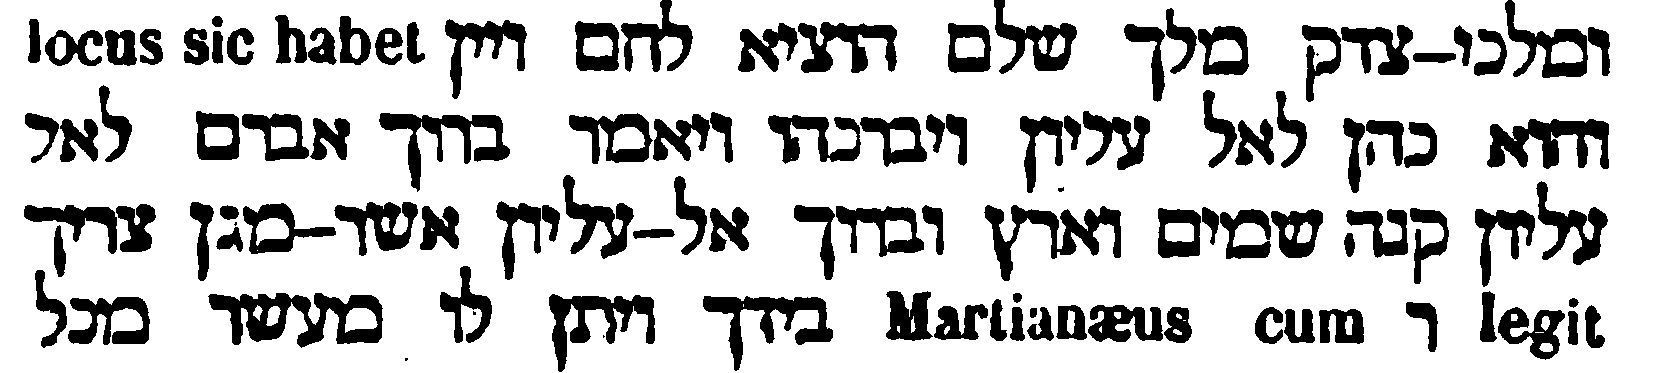 locus sic habet ומלכי–צדק מלך שלם הוציא להם ויין
והוא כהן לאל עליון ויברכהו ויאמר ברוך אברם לאל
עליון קנה שמים וארץ וברוך אל–עליון אשר–מגן צריך
בידך ויתן לו מעשר מכל Martianæus cum ר legit